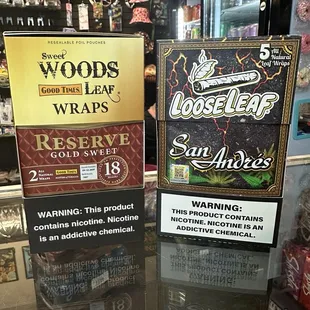 RESEALABLE FOIL POUCHES
Sweet
WOODS
GOOD TIMES LEAF
WRAPS
RESERVE
GOLD SWEET
2
18
WARNING: This product
contains nicotine. Nicotine
is an addictive chemical.
5 All
Natural
Leaf Wraps
LOOSELEAF
San Andrés
WARNING:
THIS PRODUCT CONTAINS
NICOTINE. NICOTINE
IS AN ADDICTIVE CHEMICAL.